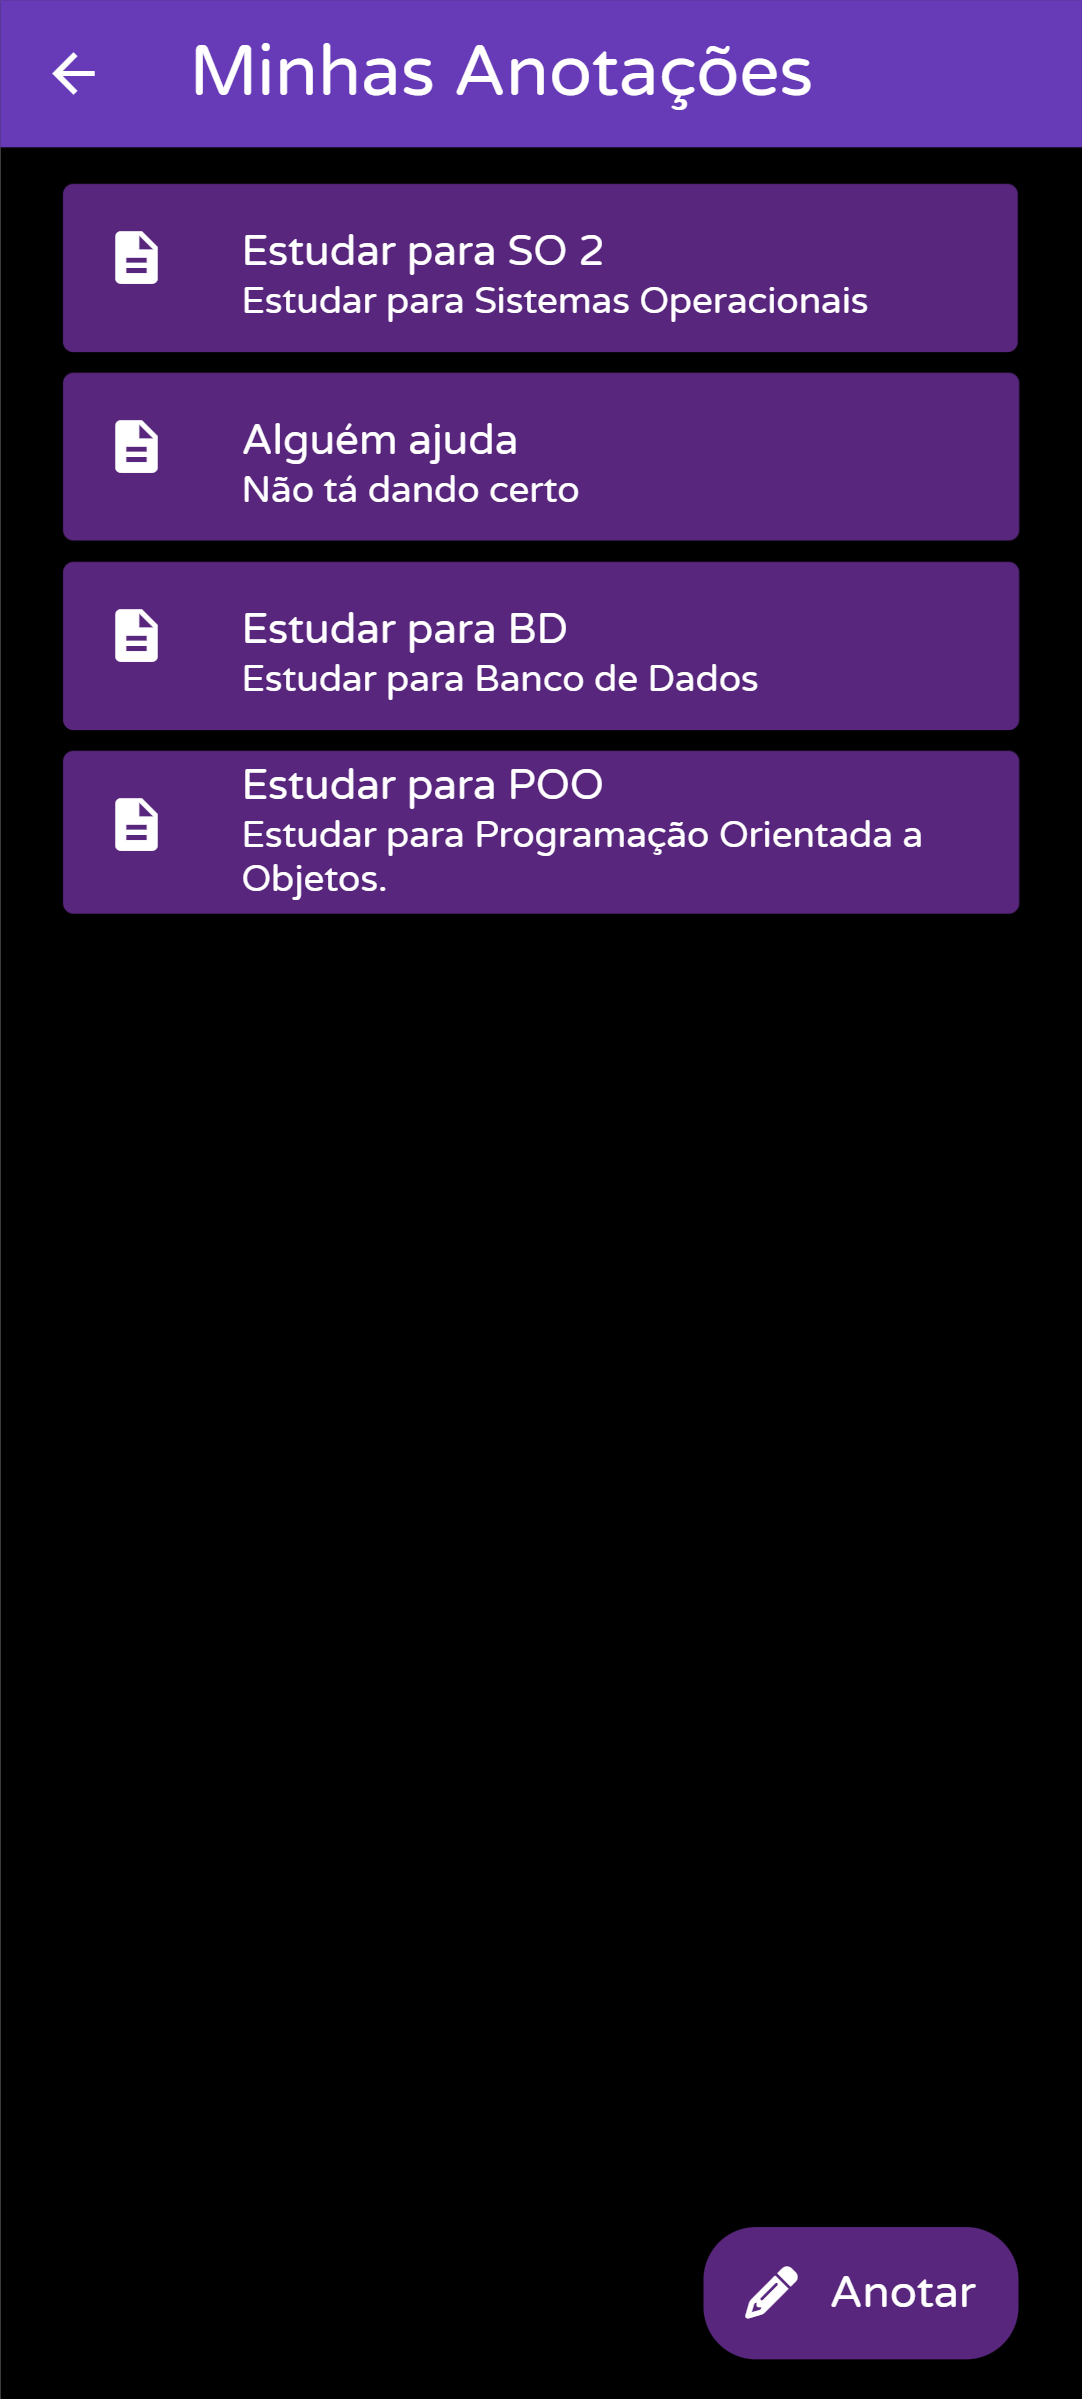 Minhas Anotações
Estudar para SO 2
Estudar para Sistemas Operacionais
Alguém ajuda
Não tá dando certo
Estudar para BD
Estudar para Banco de Dados
Estudar para POO
Estudar para Programação Orientada a
Objetos.
Anotar